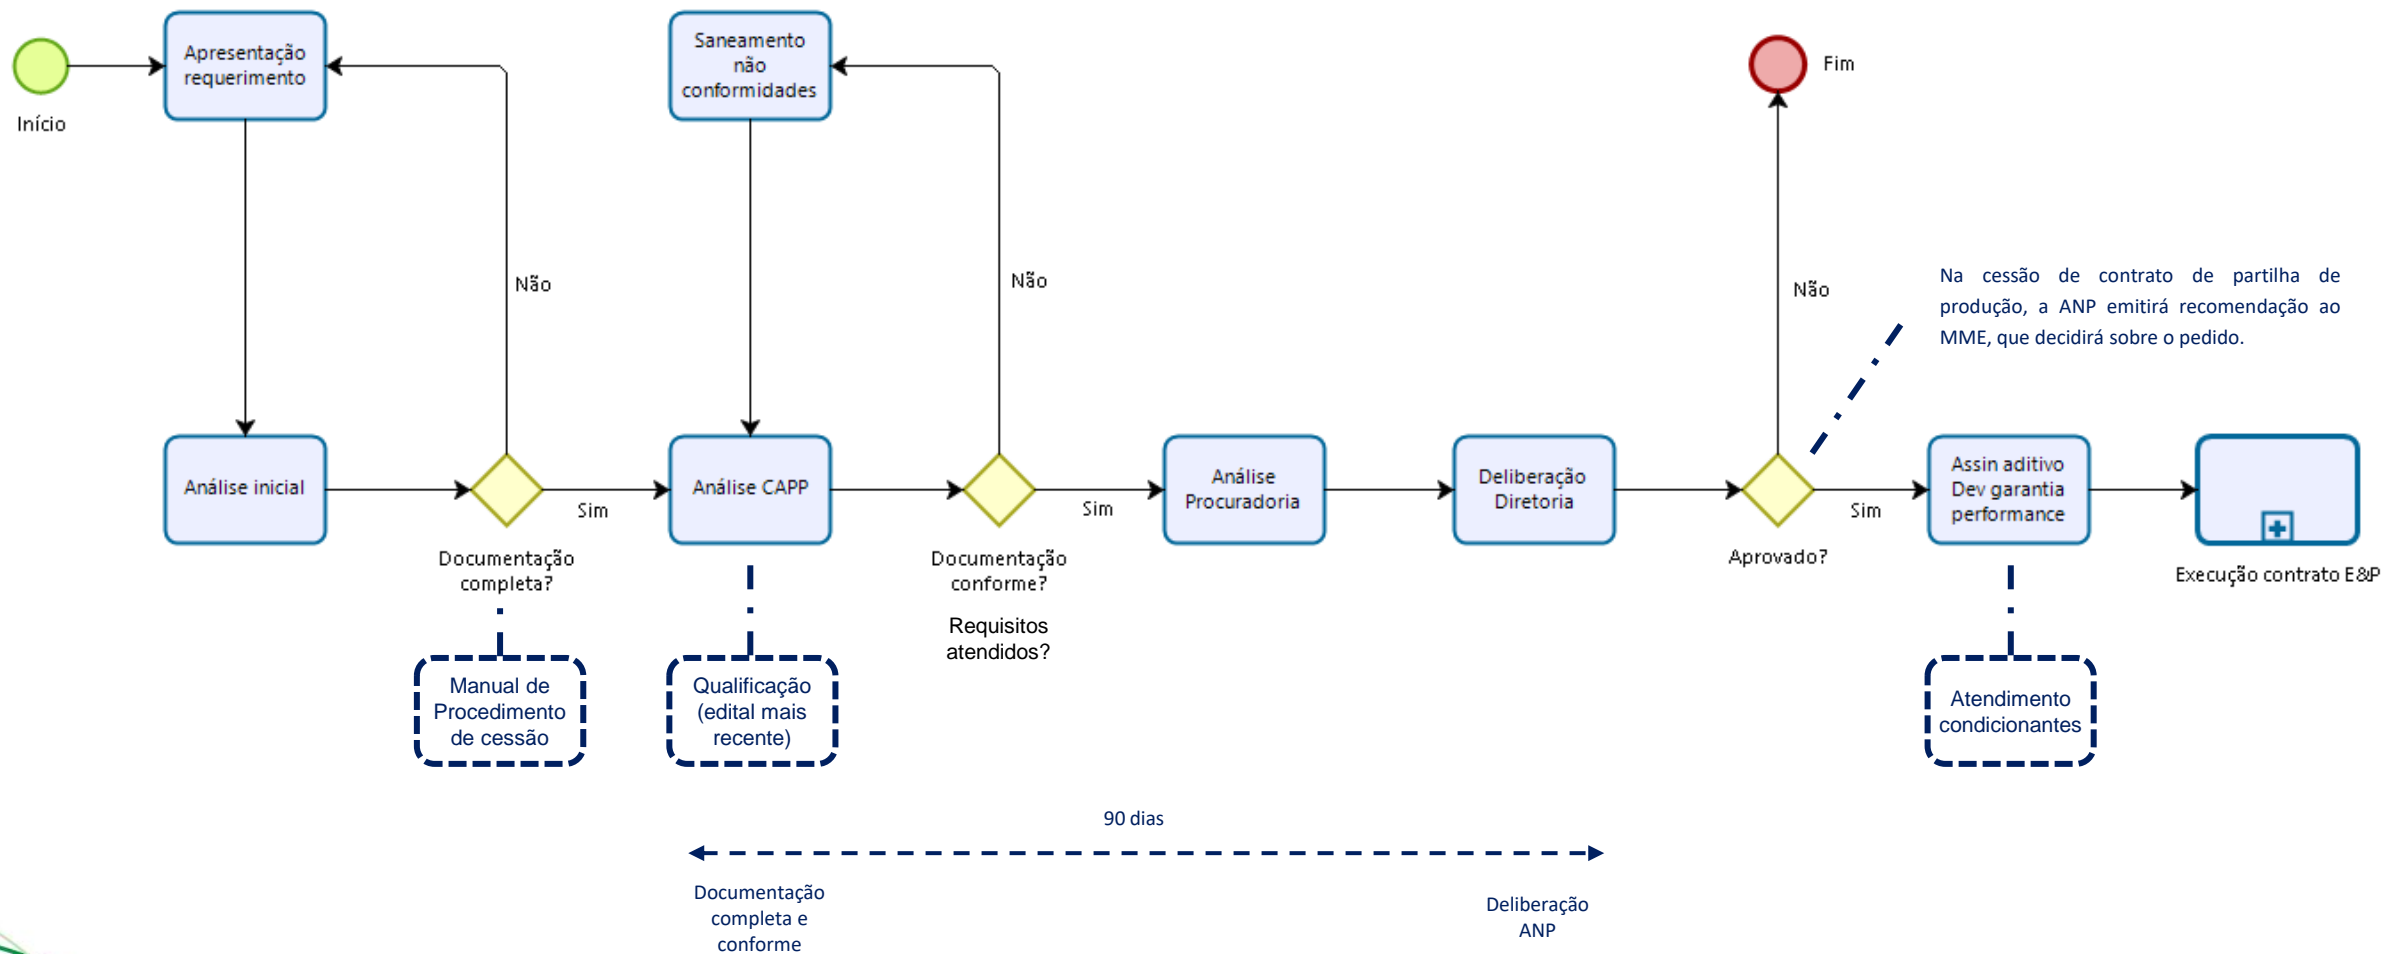 Início
Apresentação
requerimento
Não
Análise inicial
Documentação
completa?
Sim
Manual de
Procedimento
de cessão
Saneamento
não
conformidades
Não
Análise CAPP
Qualificação
(edital mais
recente)
Documentação
conforme?
Requisitos
atendidos?
Sim
Análise
Procuradoria
Deliberação
Diretoria
Aprovado?
Não
Fim
Na cessão de contrato de partilha de
produção, a ANP emitirá recomendação ao
MME, que decidirá sobre o pedido.
Sim
Assin aditivo
Dev garantia
performance
Atendimento
condicionantes
Execução contrato E&P
90 dias
Documentação
completa e
conforme
Deliberação
ANP